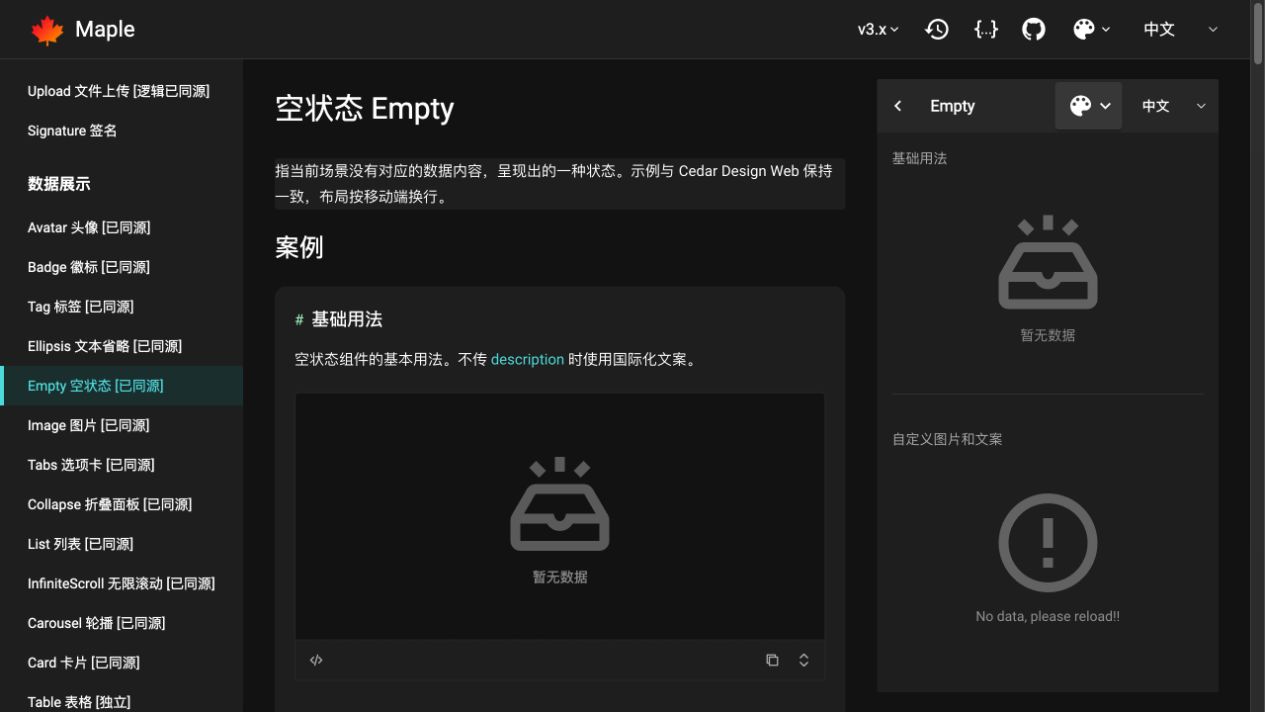 Maple
v3.x
{...}
中文
Upload 文件上传 [逻辑已同源]
Signature 签名
数据展示
Avatar 头像 [已同源]
Badge 徽标 [已同源]
Tag 标签 [已同源]
Ellipsis 文本省略 [已同源]
Empty 空状态 [已同源]
Image 图片 [已同源]
Tabs 选项卡 [已同源]
Collapse 折叠面板 [已同源]
List 列表 [已同源]
InfiniteScroll 无限滚动 [已同源]
Carousel 轮播 [已同源]
Card 卡片 [已同源]
Table 表格 [独立]
空状态 Empty
指当前场景没有对应的数据内容，呈现出的一种状态。示例与 Cedar Design Web 保持
一致，布局按移动端换行。
案例
# 基础用法
空状态组件的基本用法。不传 description 时使用国际化文案。
暂无数据
Empty
中文
基础用法
暂无数据
自定义图片和文案
No data, please reload!!